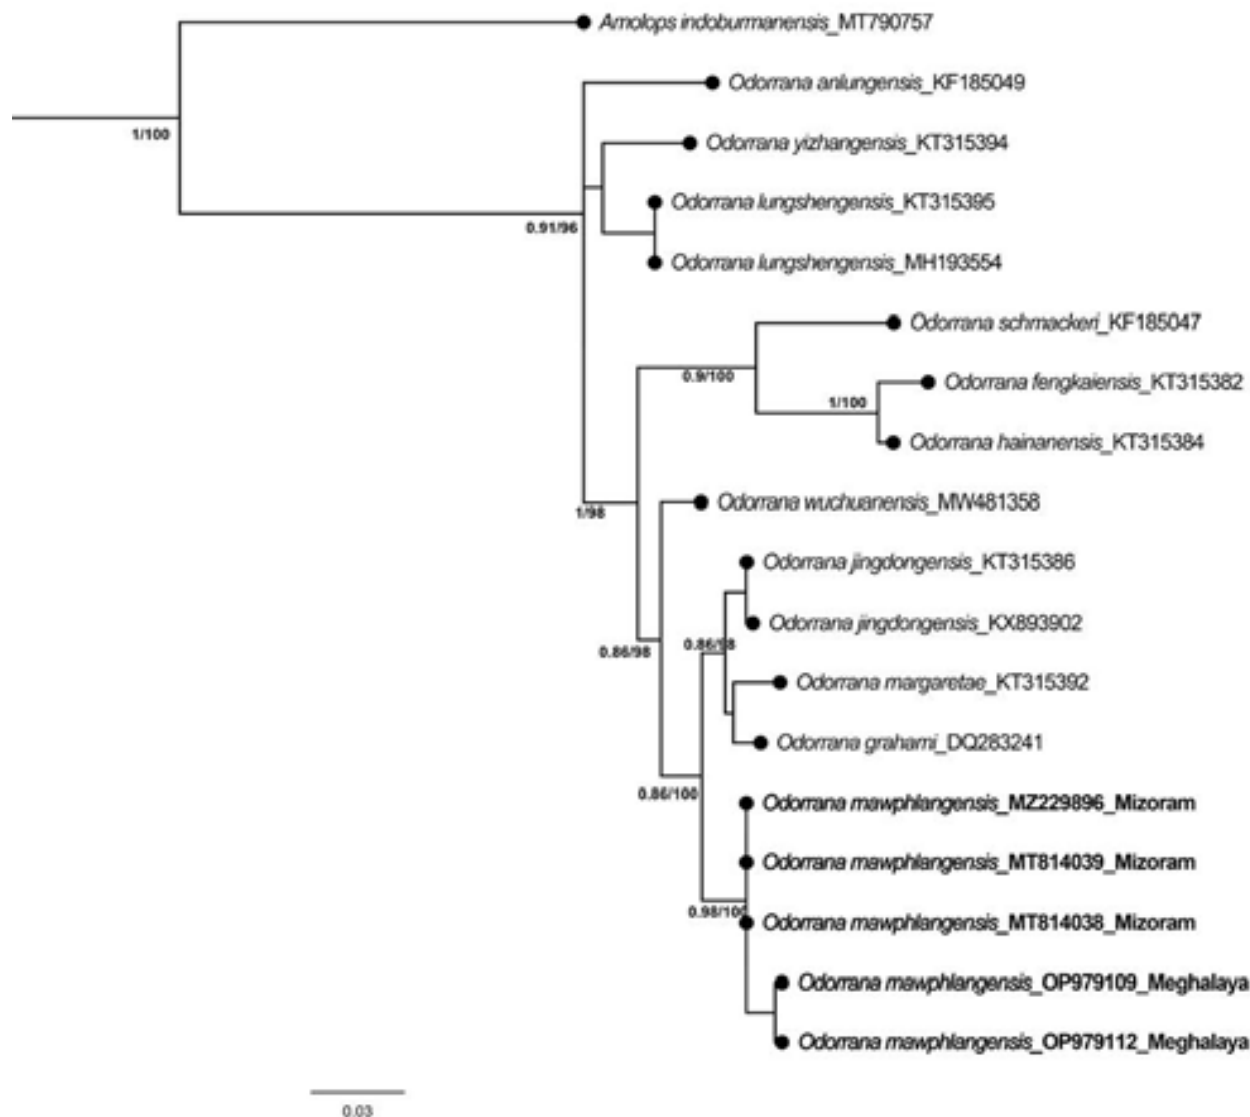 Amolops indoburmanensis_MT790757
Odorrana anlungensis_KF185049
1/100
Odorrana yizhangensis_KT315394
Odorrana lungshengensis_KT315395
0.91/96
Odorrana lungshengensis_MH193554
Odorrana schmackeri_KF185047
0.9/100
Odorrana fengkaiensis_KT315382
1/100
Odorrana hainanensis_KT315384
Odorrana wuchuanensis_MW481358
1/98
Odorrana jingdongensis_KT315386
Odorrana jingdongensis_KX893902
0.86/98
0.86/98
Odorrana margaretae_KT315392
Odorrana grahami_DQ283241
0.86/100
Odorrana mawphlangensis_MZ229896_Mizoram
Odorrana mawphlangensis_MT814039_Mizoram
0.98/100
Odorrana mawphlangensis_MT814038_Mizoram
Odorrana mawphlangensis_OP979109_Meghalaya
Odorrana mawphlangensis_OP979112_Meghalaya
0.03